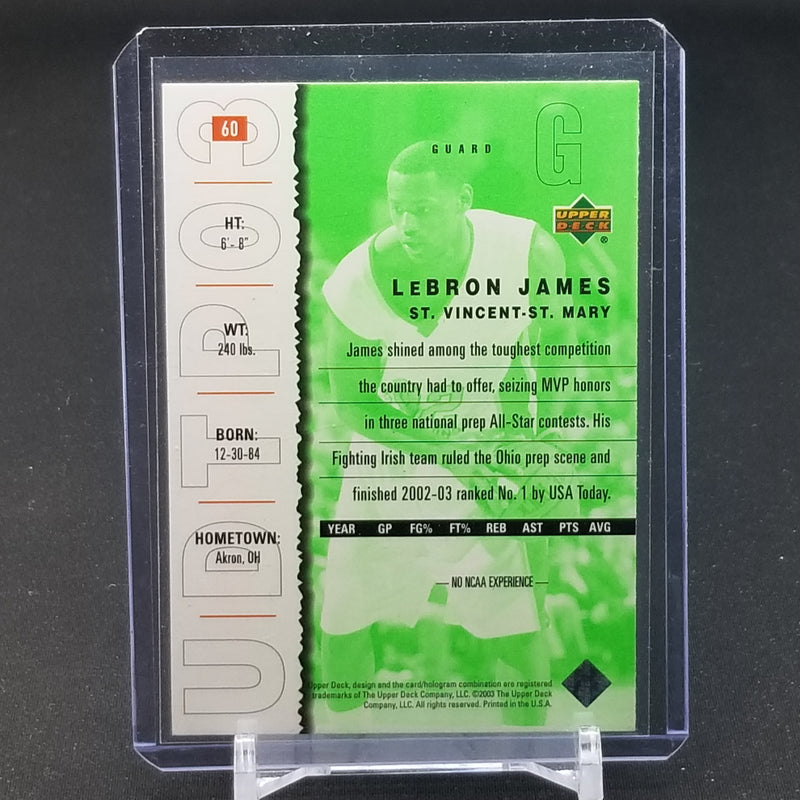 60
HT:
6'- 8"
WT:
240 lbs.
BORN:
12-30-84
HOMETOWN:
Akron, OH
UDTPO3
GUARD
G
UPPER
DECK
®
LEBRON JAMES
ST. VINCENT-ST. MARY
James shined among the toughest competition
the country had to offer, seizing MVP honors
in three national prep All-Star contests. His
Fighting Irish team ruled the Ohio prep scene and
finished 2002-03 ranked No. 1 by USA Today.
YEAR GP FG% FT% REB AST PTS AVG
— NO NCAA EXPERIENCE —
Upper Deck, design and the card/hologram combination are registered
trademarks of The Upper Deck Company, LLC. ©2003 The Upper Deck
Company, LLC. All rights reserved. Printed in the U.S.A.